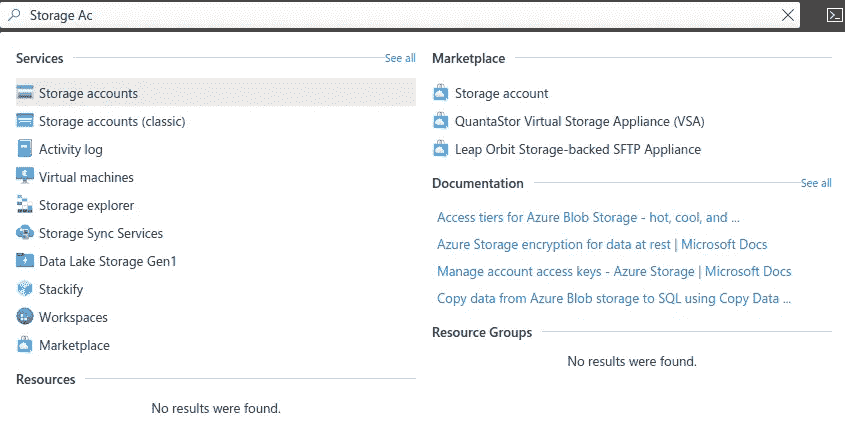 Storage Ac
Services
See all
Storage accounts
Storage accounts (classic)
Activity log
Virtual machines
Storage explorer
Storage Sync Services
Data Lake Storage Gen1
Stackify
Workspaces
Marketplace
Resources
No results were found.
Marketplace
Storage account
QuantaStor Virtual Storage Appliance (VSA)
Leap Orbit Storage-backed SFTP Appliance
Documentation
See all
Access tiers for Azure Blob Storage - hot, cool, and ...
Azure Storage encryption for data at rest | Microsoft Docs
Manage account access keys - Azure Storage | Microsoft Docs
Copy data from Azure Blob storage to SQL using Copy Data ...
Resource Groups
No results were found.